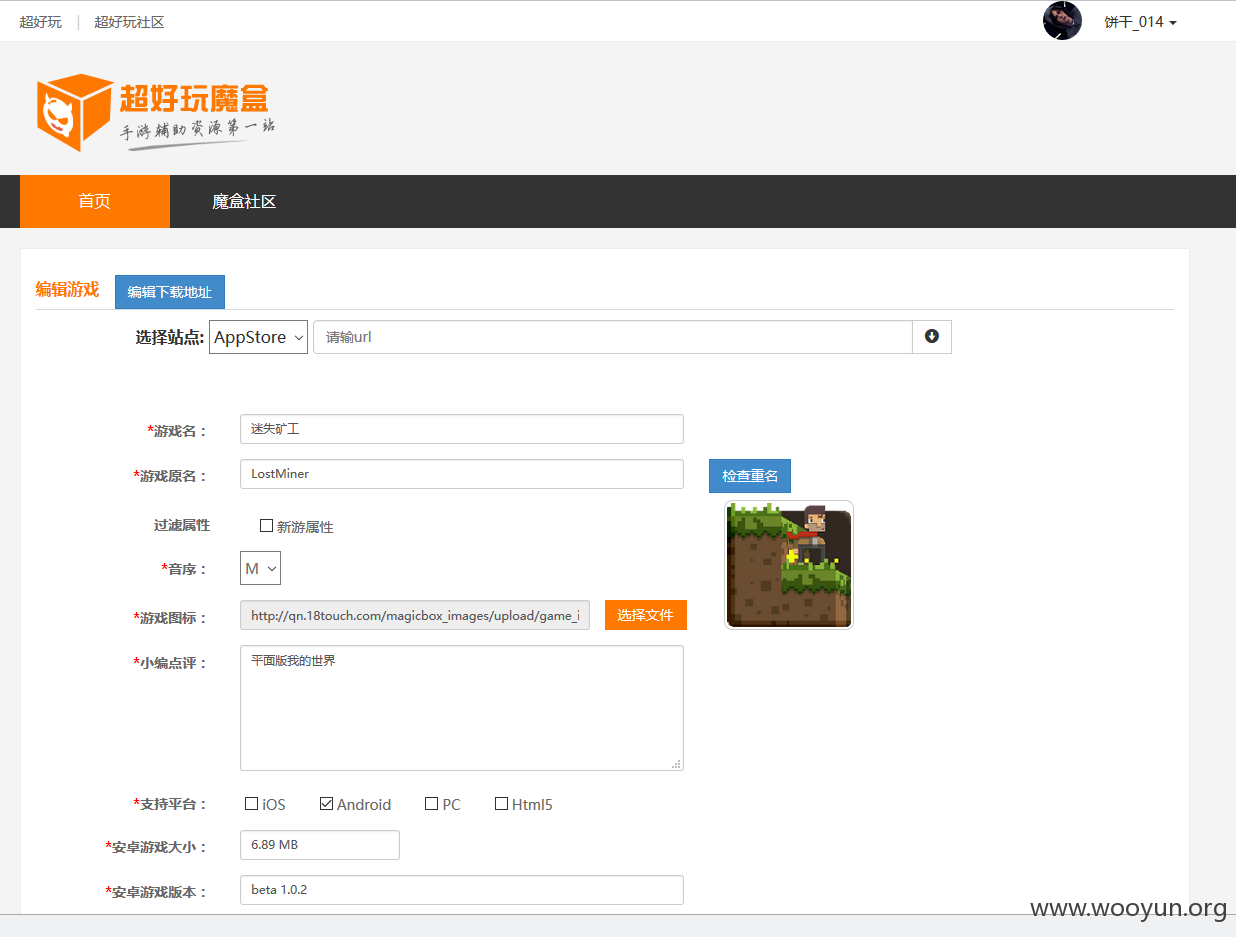 超好玩 | 超好玩社区 饼干_014
超好玩魔盒
手游辅助资源第一站
首页 魔盒社区
编辑游戏 编辑下载地址
选择站点: AppStore 请输url
*游戏名： 迷失矿工
*游戏原名： LostMiner 检查重名
过滤属性 新游属性
*音序： M
*游戏图标： http://qn.18touch.com/magicbox_images/upload/game_i 选择文件
*小编点评： 平面版我的世界
*支持平台： iOS Android PC Html5
*安卓游戏大小： 6.89 MB
*安卓游戏版本： beta 1.0.2
www.wooyun.org